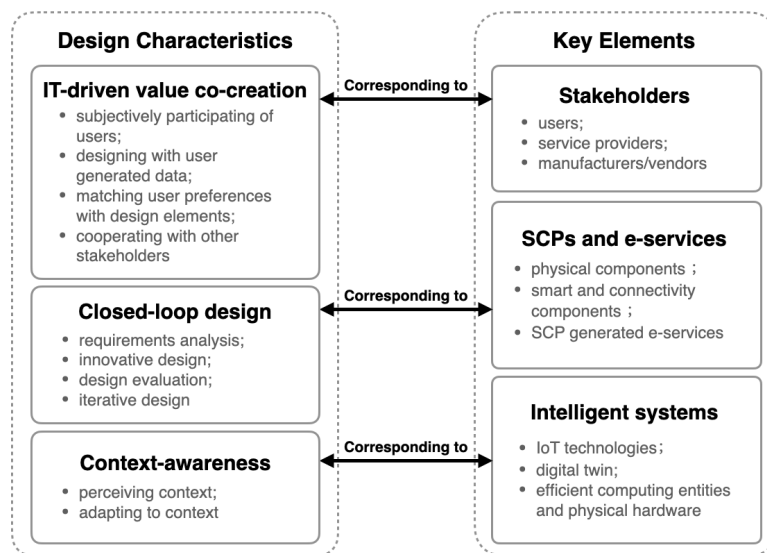 Design Characteristics
IT-driven value co-creation
• subjectively participating of
users;
• designing with user
generated data;
• matching user preferences
with design elements;
• cooperating with other
stakeholders
Closed-loop design
• requirements analysis;
• innovative design;
• design evaluation;
• iterative design
Context-awareness
• perceiving context;
• adapting to context
Corresponding to
Corresponding to
Corresponding to
Key Elements
Stakeholders
• users;
• service providers;
• manufacturers/vendors
SCPs and e-services
• physical components ；
• smart and connectivity
components ；
• SCP generated e-services
Intelligent systems
• IoT technologies；
• digital twin;
• efficient computing entities
and physical hardware